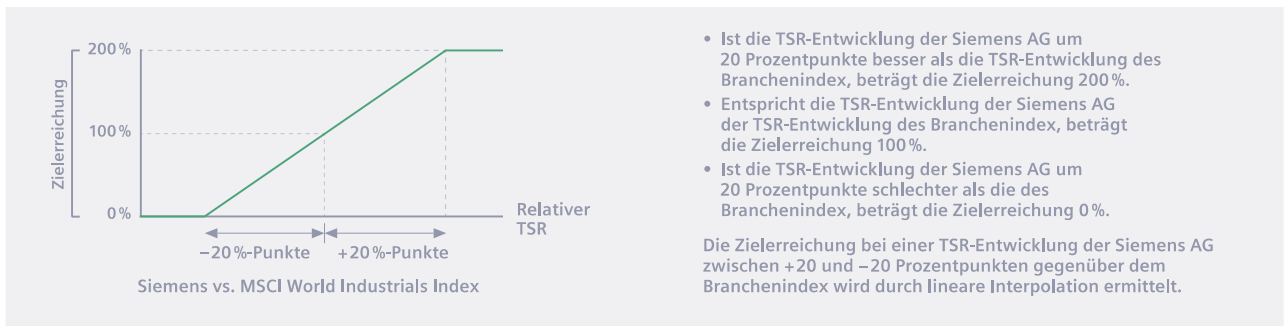 Zielerreichung
200 %
100 %
0 %
Relativer
TSR
−20 %-Punkte
+20 %-Punkte
Siemens vs. MSCI World Industrials Index
• Ist die TSR-Entwicklung der Siemens AG um
20 Prozentpunkte besser als die TSR-Entwicklung des
Branchenindex, beträgt die Zielerreichung 200 %.
• Entspricht die TSR-Entwicklung der Siemens AG
der TSR-Entwicklung des Branchenindex, beträgt
die Zielerreichung 100 %.
• Ist die TSR-Entwicklung der Siemens AG um
20 Prozentpunkte schlechter als die des
Branchenindex, beträgt die Zielerreichung 0 %.
Die Zielerreichung bei einer TSR-Entwicklung der Siemens AG
zwischen +20 und −20 Prozentpunkten gegenüber dem
Branchenindex wird durch lineare Interpolation ermittelt.